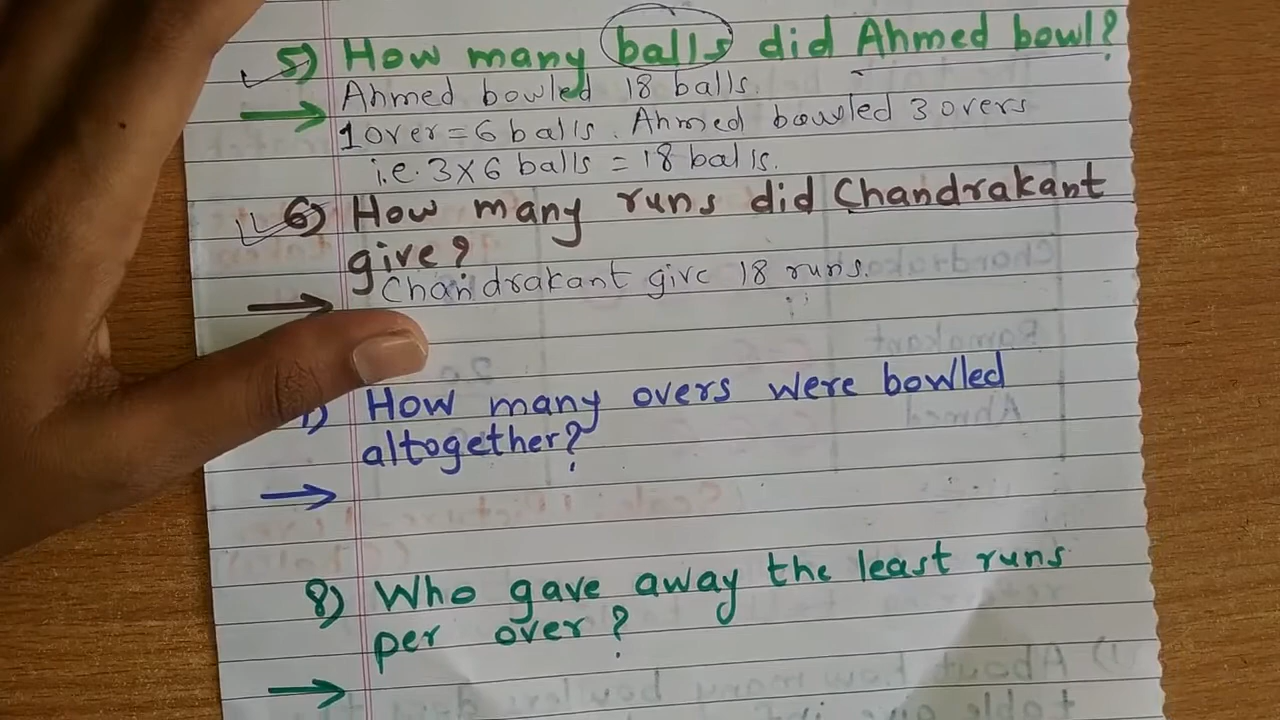 5) How many balls did Ahmed bowl?
Ahmed bowled 18 balls.
1 over = 6 balls. Ahmed bowled 3 overs
i.e. 3 x 6 balls = 18 balls.
6) How many runs did Chandrakant
give?
Chandrakant give 18 runs.
How many overs were bowled
altogether?
8) Who gave away the least runs
per over?